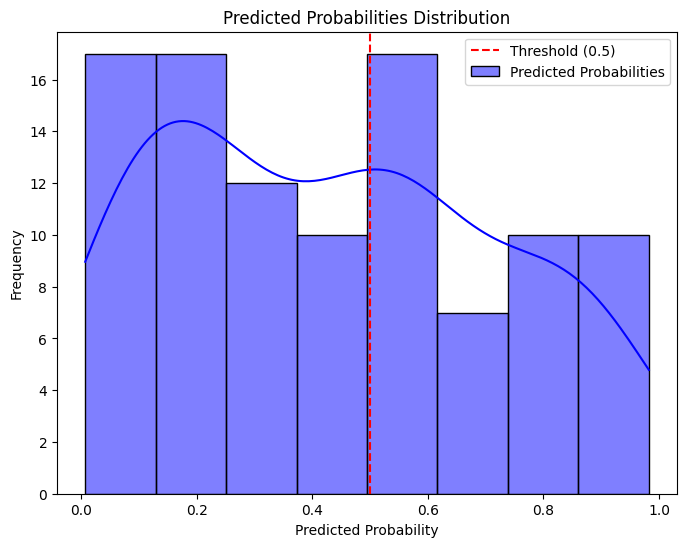 Predicted Probabilities Distribution
Threshold (0.5)
Predicted Probabilities
Frequency
16
14
12
10
8
6
4
2
0
0.0 0.2 0.4 0.6 0.8 1.0
Predicted Probability